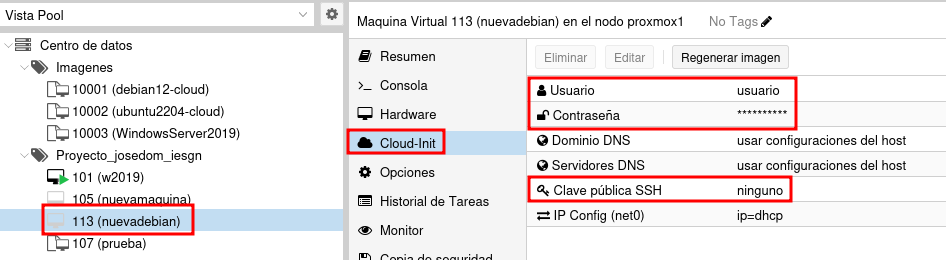 Vista Pool
Centro de datos
Imagenes
10001 (debian12-cloud)
10002 (ubuntu2204-cloud)
10003 (WindowsServer2019)
Proyecto_josedom_iesgn
101 (w2019)
105 (nuevamaquina)
113 (nuevadebian)
107 (prueba)
Maquina Virtual 113 (nuevadebian) en el nodo proxmox1 No Tags
Resumen
Consola
Hardware
Cloud-Init
Opciones
Historial de Tareas
Monitor
Copia de seguridad
Eliminar Editar Regenerar imagen
Usuario usuario
Contraseña **********
Dominio DNS usar configuraciones del host
Servidores DNS usar configuraciones del host
Clave pública SSH ninguno
IP Config (net0) ip=dhcp